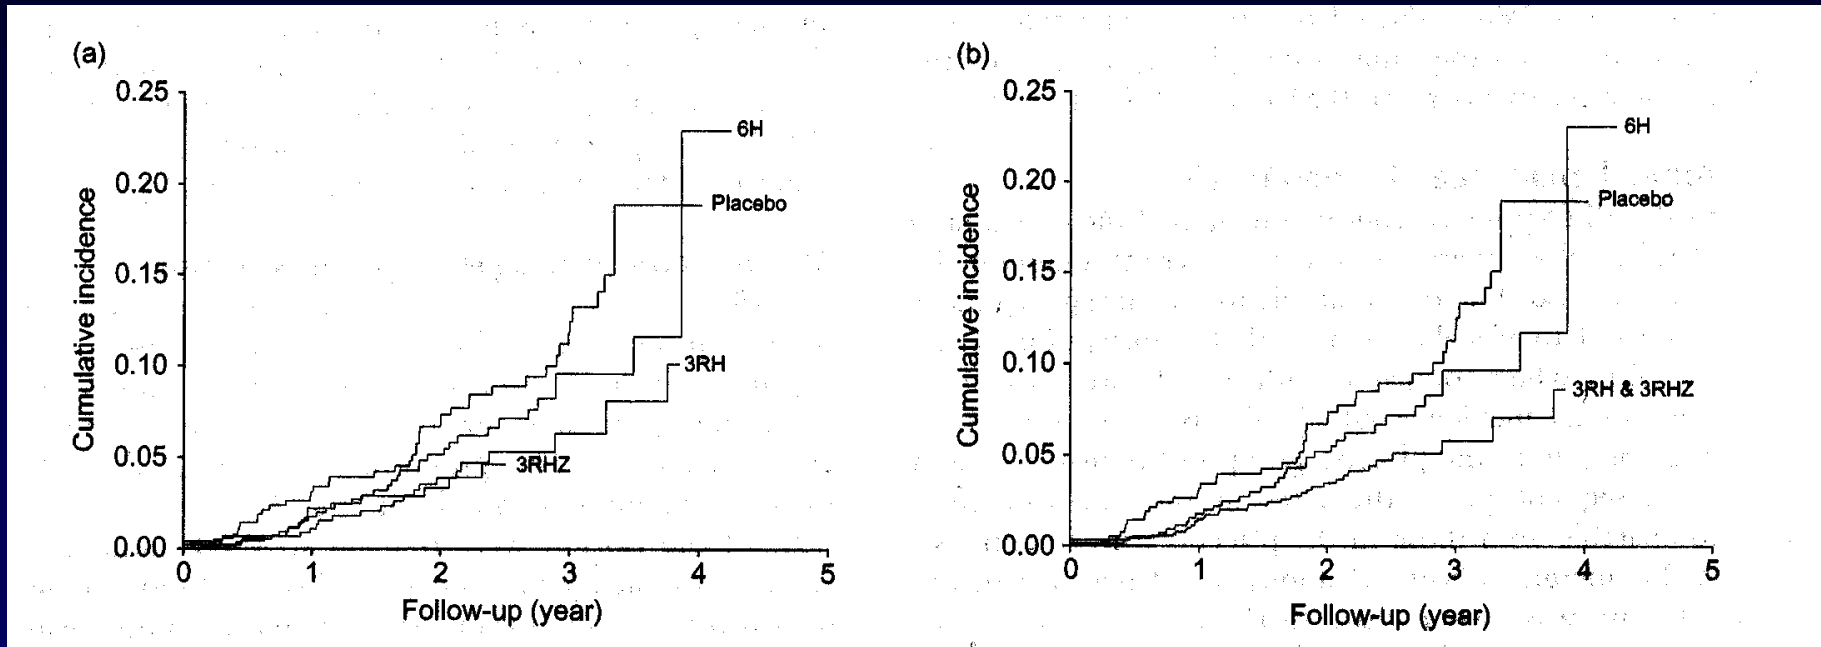 (a)
0.25
0.20
0.15
0.10
0.05
0.00
Cumulative incidence
6H
Placebo
3RH
3RHZ
0 1 2 3 4 5
Follow-up (year)
(b)
0.25
0.20
0.15
0.10
0.05
0.00
Cumulative incidence
6H
Placebo
3RH & 3RHZ
0 1 2 3 4 5
Follow-up (year)